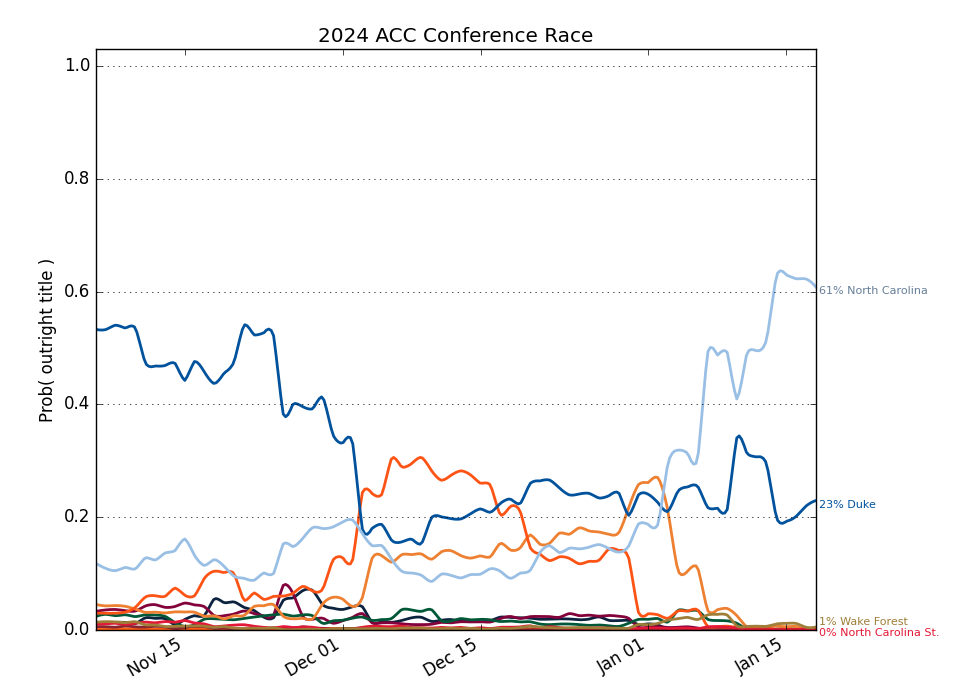 2024 ACC Conference Race
1.0
0.8
0.6
0.4
0.2
0.0
Prob( outright title )
61% North Carolina
23% Duke
1% Wake Forest
0% North Carolina St.
Nov 15
Dec 01
Dec 15
Jan 01
Jan 15